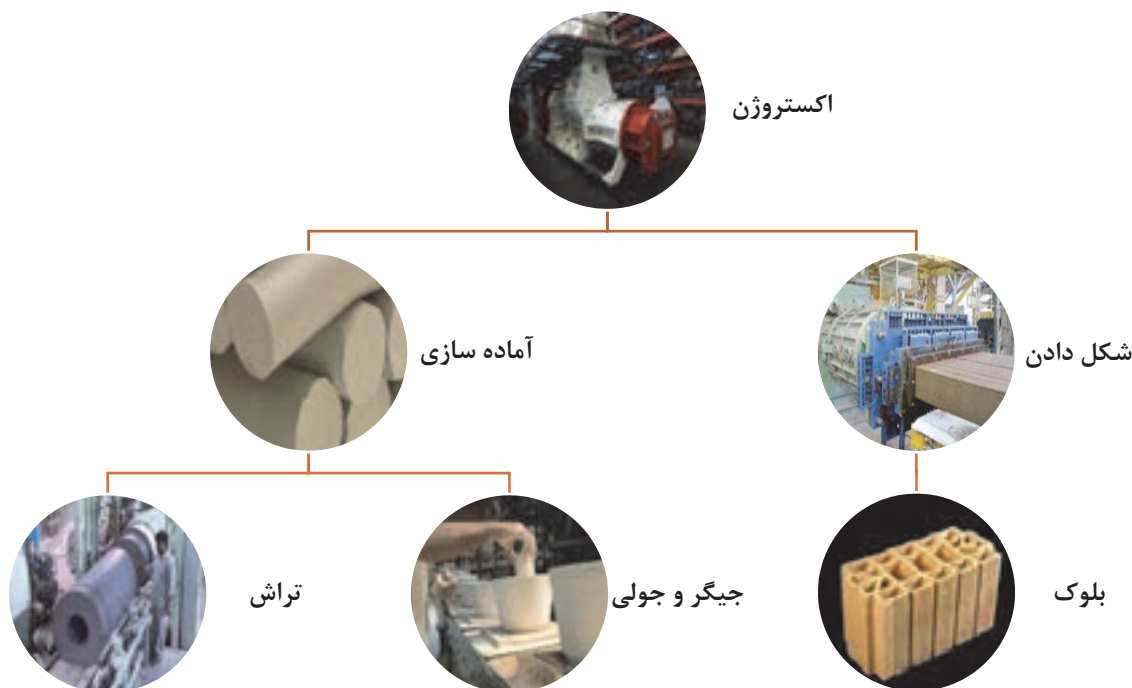 اکستروژن
شکل دادن
آماده سازی
بلوک
جیگر و جولی
تراش